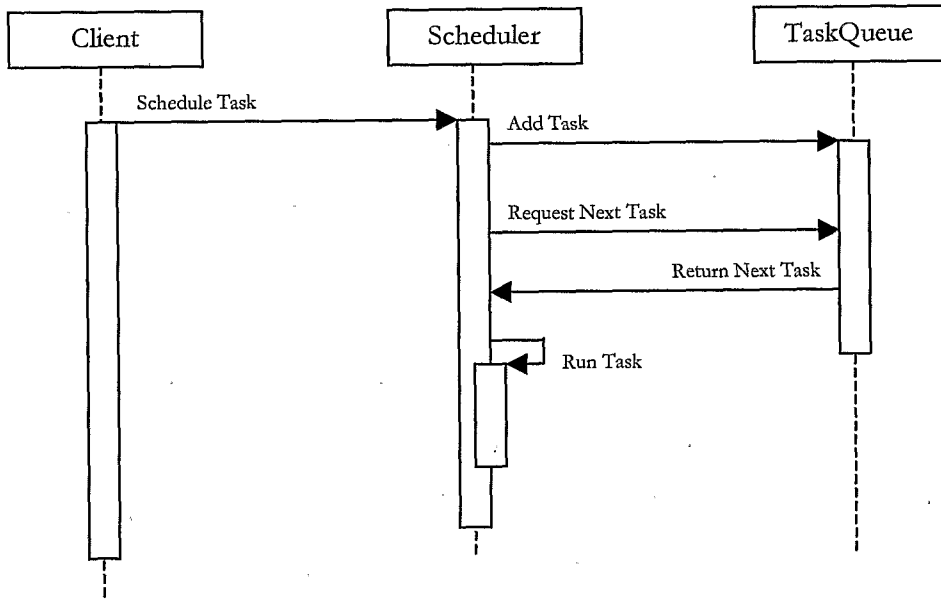 Client
Scheduler
TaskQueue
Schedule Task
Add Task
Request Next Task
Return Next Task
Run Task